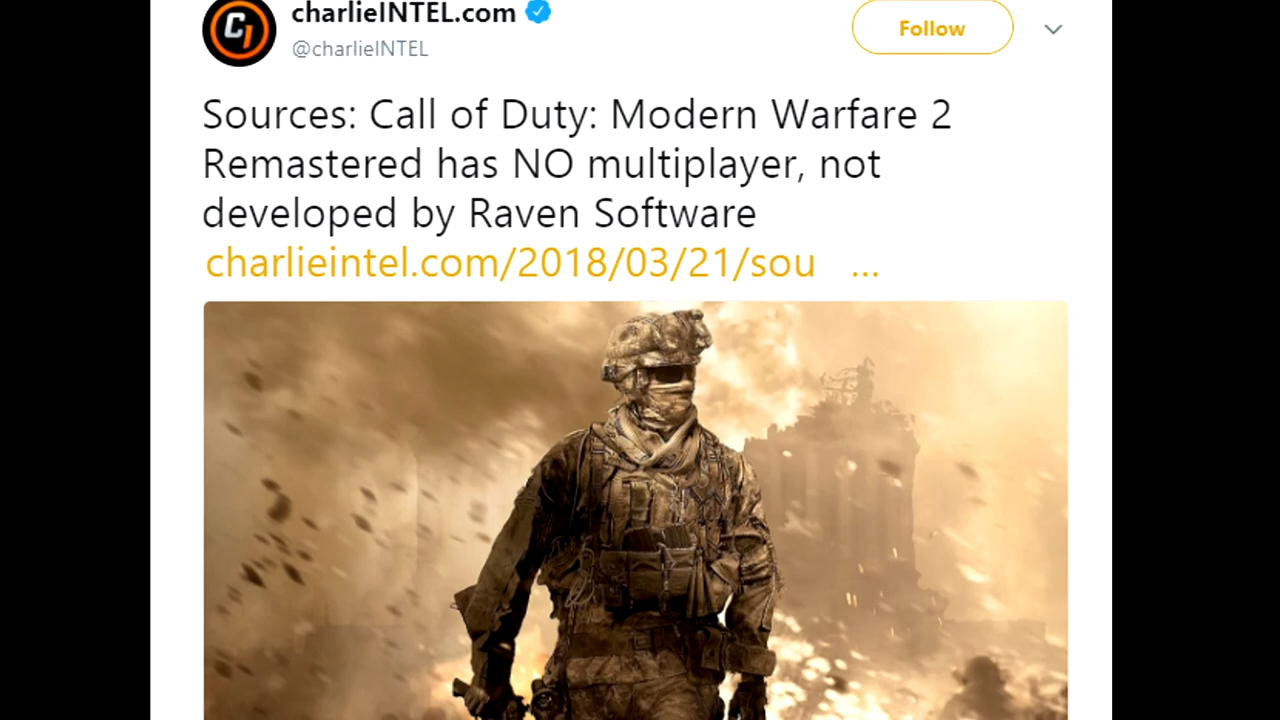 charlieINTEL.com
@charlieINTEL
Follow
Sources: Call of Duty: Modern Warfare 2
Remastered has NO multiplayer, not
developed by Raven Software
charlieintel.com/2018/03/21/sou ...